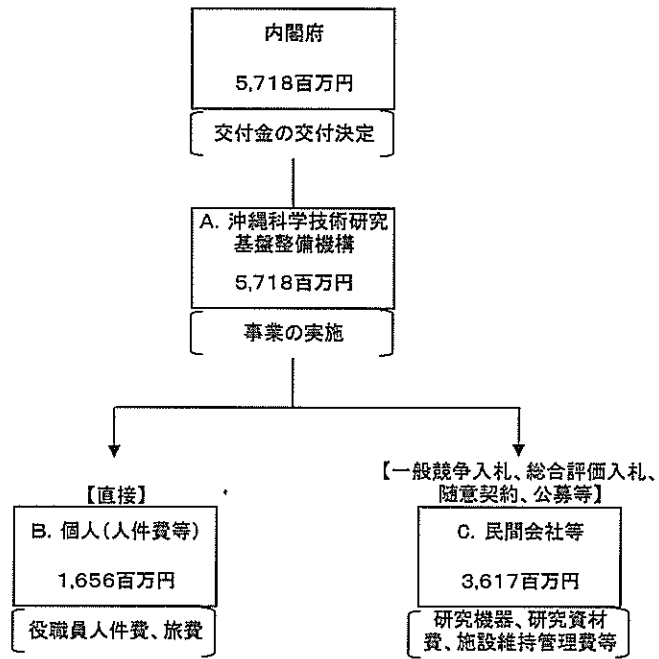 内閣府
5,718百万円
交付金の交付決定
A. 沖縄科学技術研究
基盤整備機構
5,718百万円
事業の実施
【直接】
B. 個人(人件費等)
1,656百万円
役職員人件費、旅費
【一般競争入札、総合評価入札、
随意契約、公募等】
C. 民間会社等
3,617百万円
研究機器、研究資材
費、施設維持管理費等